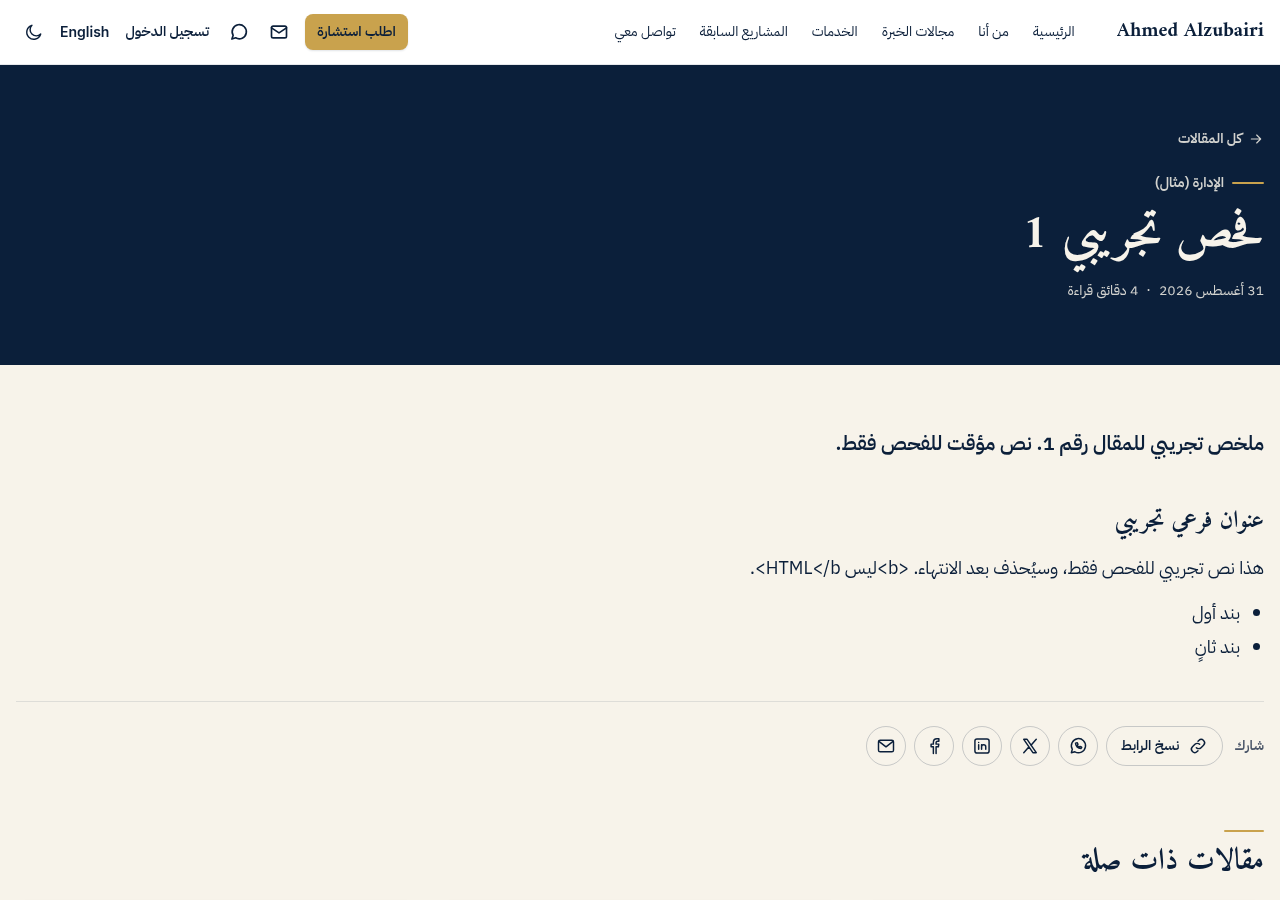 Ahmed Alzubairi
الرئيسية
من أنا
مجالات الخبرة
الخدمات
المشاريع السابقة
تواصل معي
اطلب استشارة
تسجيل الدخول
English
كل المقالات
الإدارة (مثال)
فحص تجريبي 1
31 أغسطس 2026 · 4 دقائق قراءة
ملخص تجريبي للمقال رقم 1. نص مؤقت للفحص فقط.
عنوان فرعي تجريبي
هذا نص تجريبي للفحص فقط، وسيُحذف بعد الانتهاء. <b>ليس HTML</b>.
بند أول
بند ثانٍ
شارك
نسخ الرابط
مقالات ذات صلة